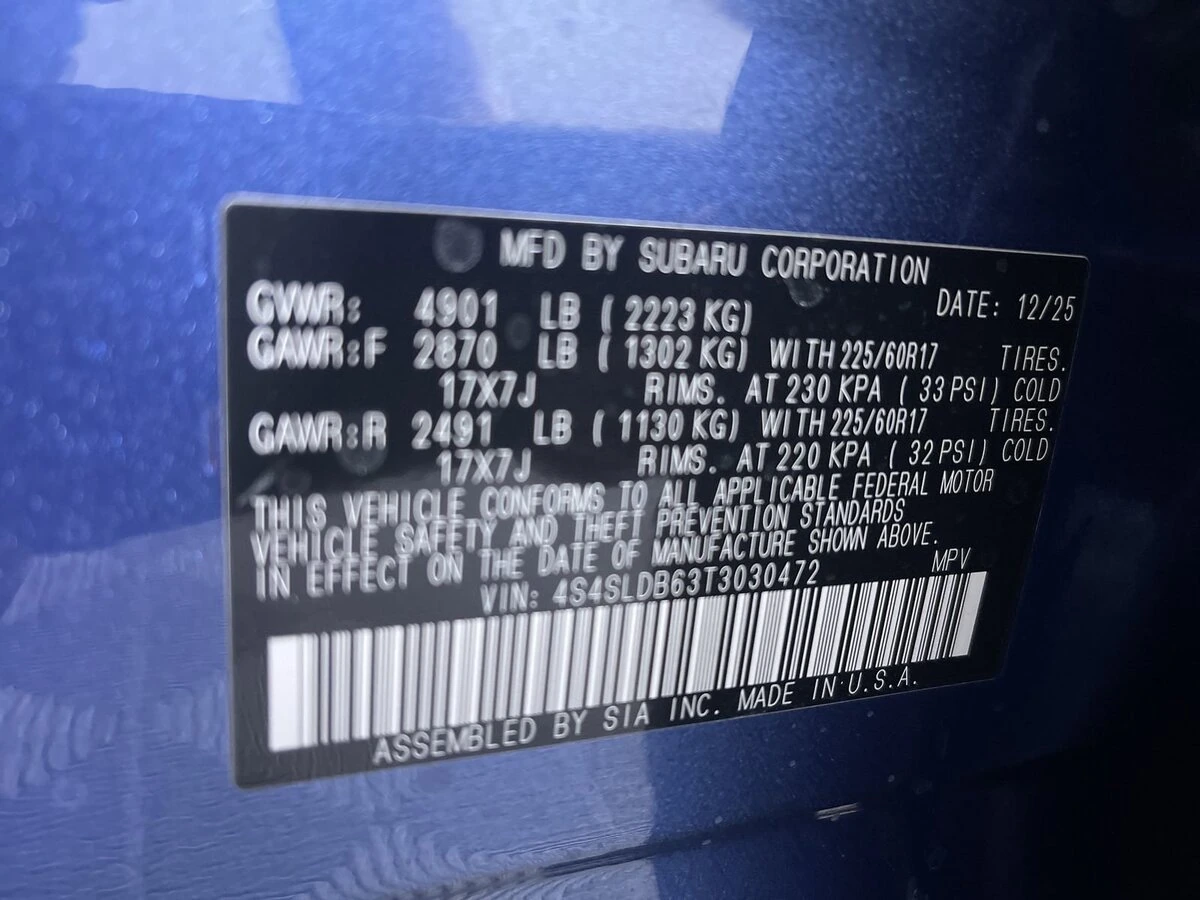 MFD BY SUBARU CORPORATION
DATE: 12/25
GVWR: 4901 LB ( 2223 KG)
GAWR:F 2870 LB ( 1302 KG) WITH 225/60R17 TIRES.
17X7J RIMS. AT 230 KPA ( 33 PSI) COLD
GAWR:R 2491 LB ( 1130 KG) WITH 225/60R17 TIRES.
17X7J RIMS. AT 220 KPA ( 32 PSI) COLD
THIS VEHICLE CONFORMS TO ALL APPLICABLE FEDERAL MOTOR
VEHICLE SAFETY AND THEFT PREVENTION STANDARDS
IN EFFECT ON THE DATE OF MANUFACTURE SHOWN ABOVE.
VIN: 4S4SLDB63T3030472 MPV
ASSEMBLED BY SIA INC. MADE IN U.S.A.